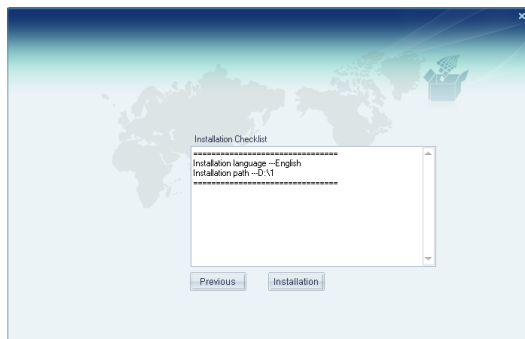 Installation Checklist
================================
Installation language ---English
Installation path ---D:\1
================================
Previous
Installation